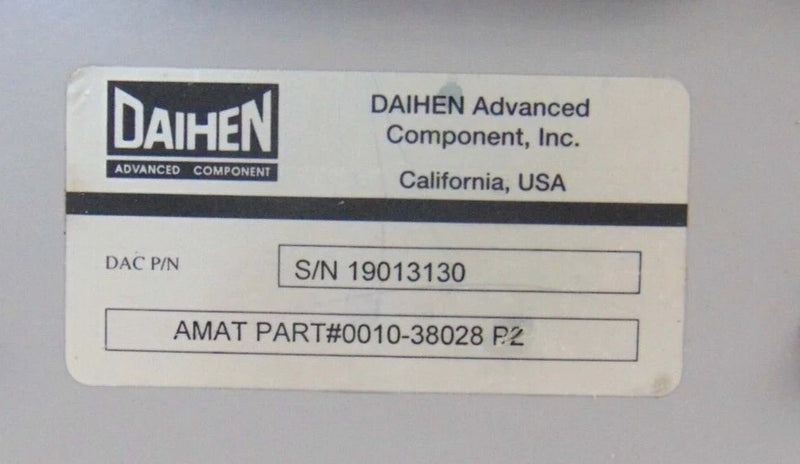 DAIHEN
ADVANCED COMPONENT
DAIHEN Advanced
Component, Inc.
California, USA
DAC P/N
S/N 19013130
AMAT PART#0010-38028 P2